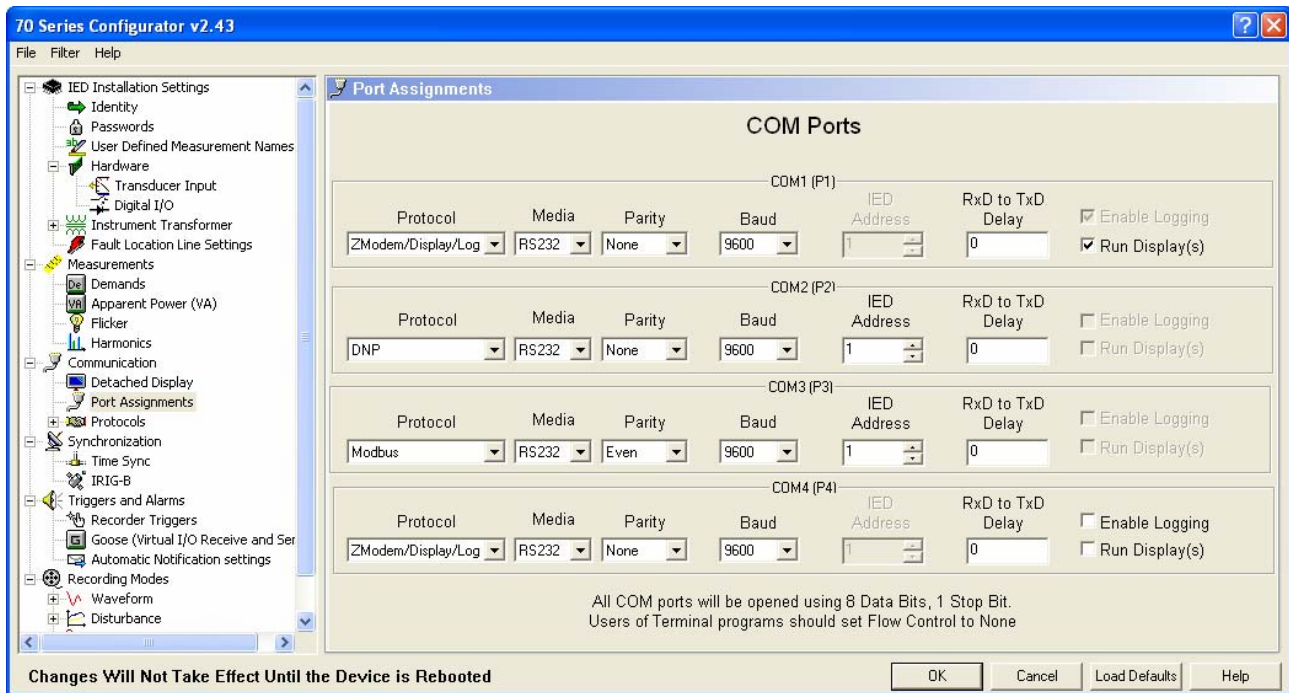 70 Series Configurator v2.43
File Filter Help
IED Installation Settings
Identity
Passwords
User Defined Measurement Names
Hardware
Transducer Input
Digital I/O
Instrument Transformer
Fault Location Line Settings
Measurements
De Demands
VA Apparent Power (VA)
Flicker
Harmonics
Communication
Detached Display
Port Assignments
Protocols
Synchronization
Time Sync
IRIG-B
Triggers and Alarms
Recorder Triggers
G Goose (Virtual I/O Receive and Ser
Automatic Notification settings
Recording Modes
Waveform
Disturbance
Port Assignments
COM Ports
COM1 (P1)
Protocol Media Parity Baud IED Address RxD to TxD Delay
ZModem/Display/Log RS232 None 9600 1 0
Enable Logging
Run Display(s)
COM2 (P2)
Protocol Media Parity Baud IED Address RxD to TxD Delay
DNP RS232 None 9600 1 0
Enable Logging
Run Display(s)
COM3 (P3)
Protocol Media Parity Baud IED Address RxD to TxD Delay
Modbus RS232 Even 9600 1 0
Enable Logging
Run Display(s)
COM4 (P4)
Protocol Media Parity Baud IED Address RxD to TxD Delay
ZModem/Display/Log RS232 None 9600 1 0
Enable Logging
Run Display(s)
All COM ports will be opened using 8 Data Bits, 1 Stop Bit.
Users of Terminal programs should set Flow Control to None
Changes Will Not Take Effect Until the Device is Rebooted
OK Cancel Load Defaults Help